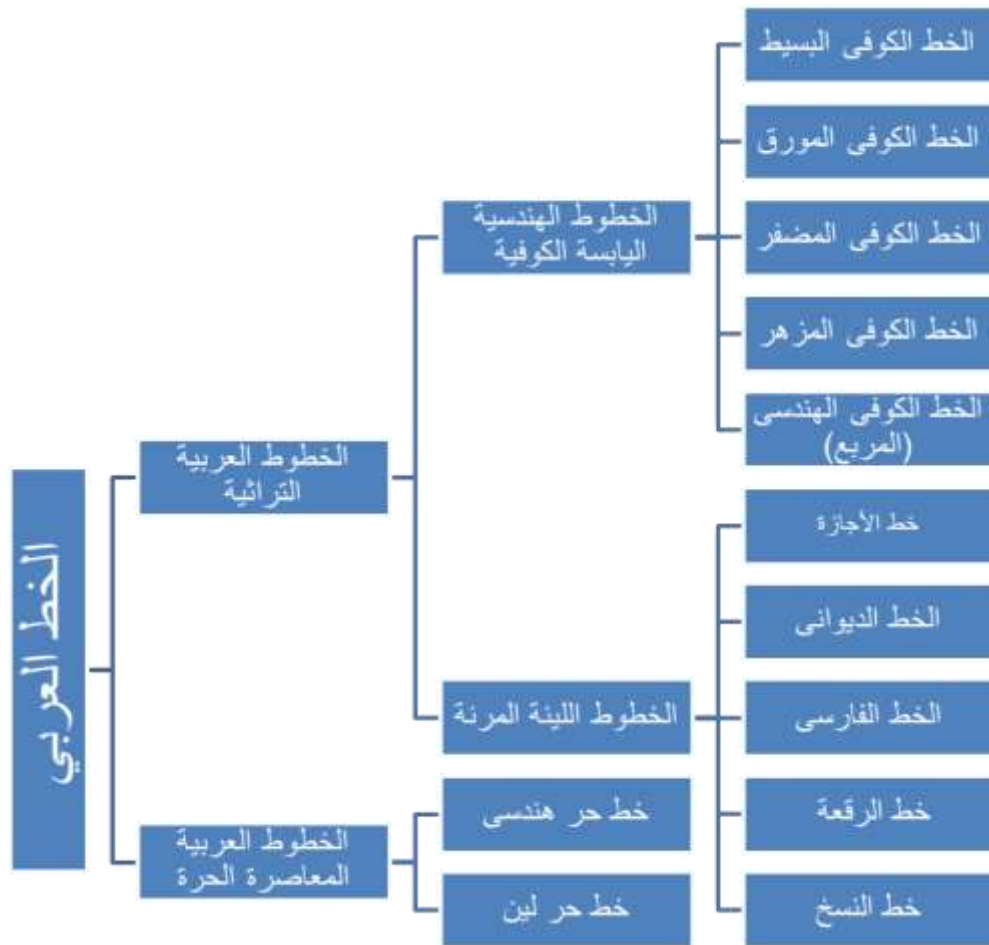 الخط العربي
الخطوط العربية
التراثية
الخطوط الهندسية
اليابسة الكوفية
الخط الكوفى البسيط
الخط الكوفى المورق
الخط الكوفى المضفر
الخط الكوفى المزهر
الخط الكوفى الهندسى
(المربع)
الخطوط اللينة المرنة
خط الأجازة
الخط الديوانى
الخط الفارسى
خط الرقعة
خط النسخ
الخطوط العربية
المعاصرة الحرة
خط حر هندسى
خط حر لين